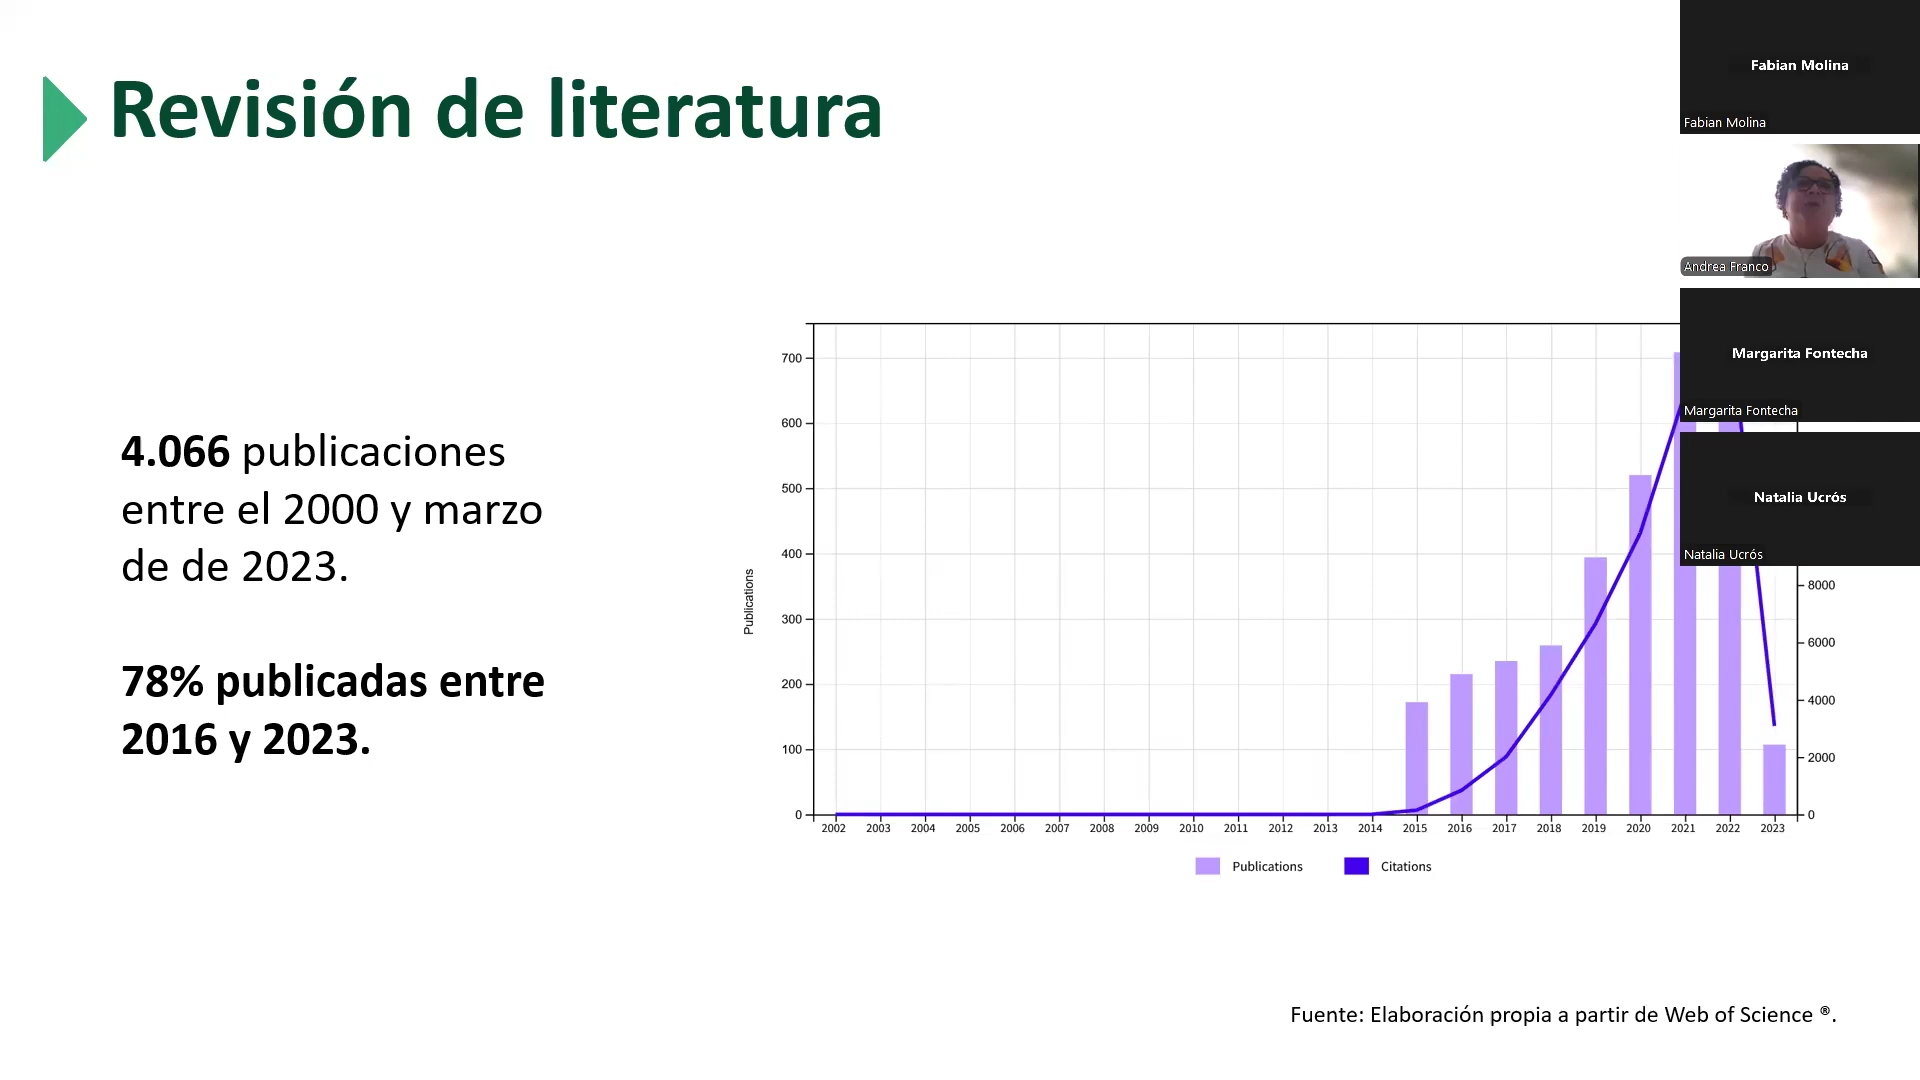 Revisión de literatura
4.066 publicaciones
entre el 2000 y marzo
de de 2023.
78% publicadas entre
2016 y 2023.
Publications
700
600
500
400
300
200
100
0
8000
6000
4000
2000
0
2002 2003 2004 2005 2006 2007 2008 2009 2010 2011 2012 2013 2014 2015 2016 2017 2018 2019 2020 2021 2022 2023
Publications Citations
Fuente: Elaboración propia a partir de Web of Science ®.
Fabian Molina
Fabian Molina
Andrea Franco
Margarita Fontecha
Margarita Fontecha
Natalia Ucrós
Natalia Ucrós